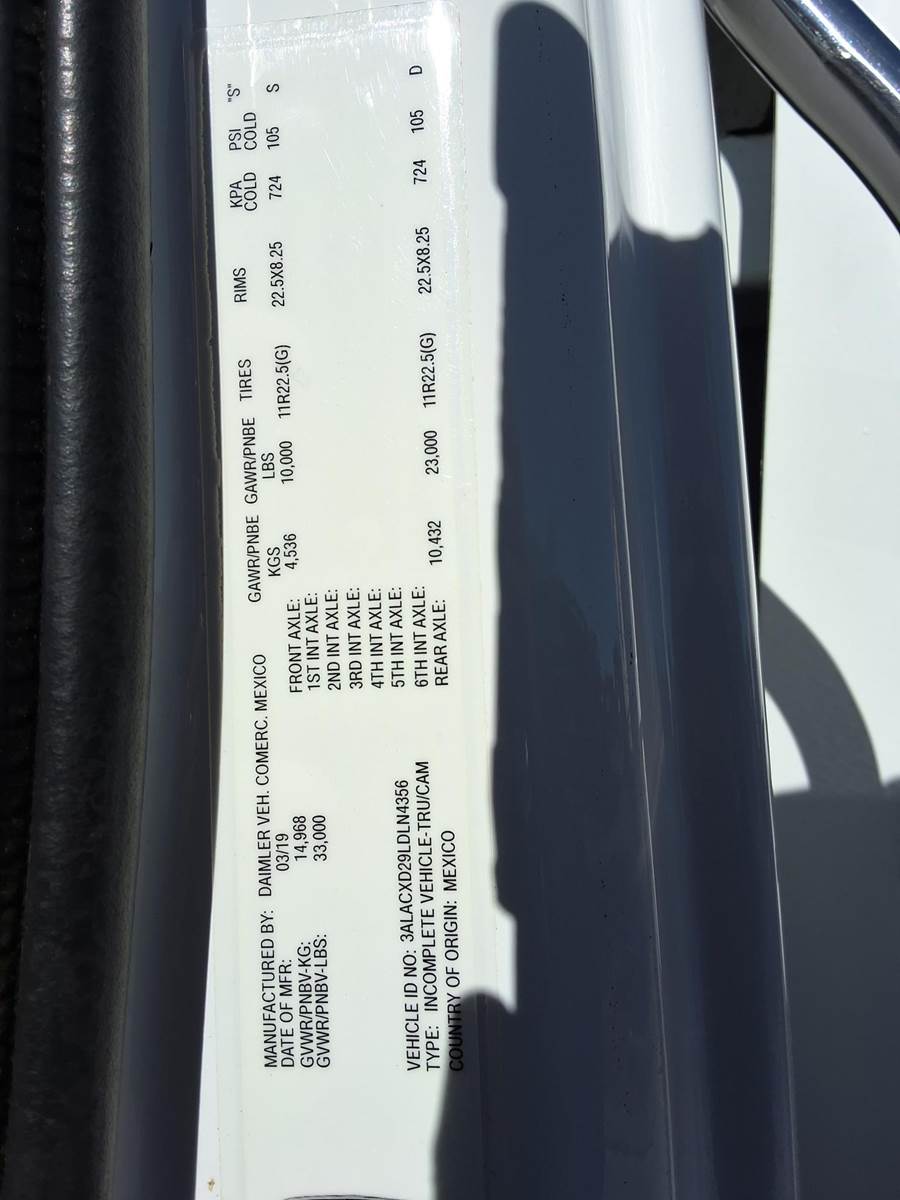 MANUFACTURED BY: DAIMLER VEH. COMERC. MEXICO
DATE OF MFR: 03/19
GVWR/PNBV-KG: 14,968
GVWR/PNBV-LBS: 33,000
GAWR/PNBE KGS GAWR/PNBE LBS TIRES RIMS KPA COLD PSI COLD "S"
FRONT AXLE: 4,536 10,000 11R22.5(G) 22.5X8.25 724 105 S
1ST INT AXLE:
2ND INT AXLE:
3RD INT AXLE:
4TH INT AXLE:
5TH INT AXLE:
6TH INT AXLE:
REAR AXLE: 10,432 23,000 11R22.5(G) 22.5X8.25 724 105 D
VEHICLE ID NO: 3ALACXD29LDLN4356
TYPE: INCOMPLETE VEHICLE-TRU/CAM
COUNTRY OF ORIGIN: MEXICO